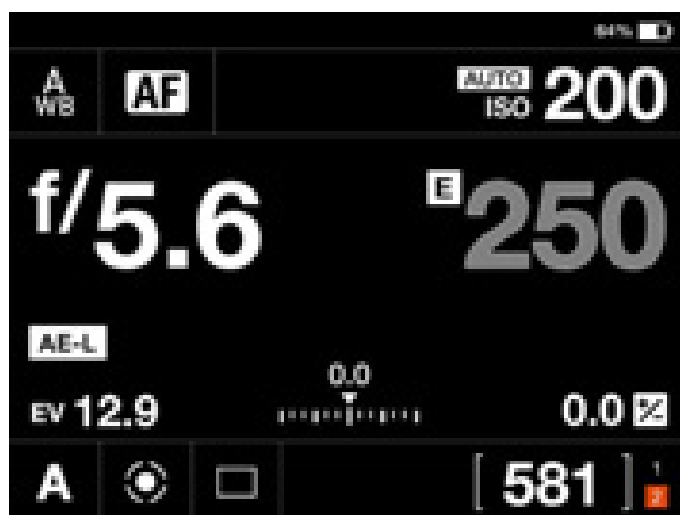 64%
A
WB
AF
AUTO
ISO 200
f/5.6
E 250
AE-L
0.0
EV 12.9
0.0
A
[ 581 ]
1
2